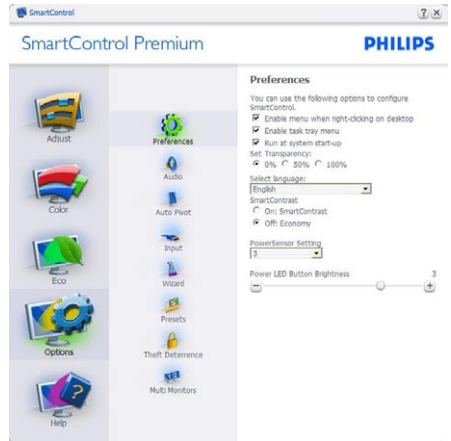 SmartControl
SmartControl Premium
PHILIPS
Adjust
Color
Eco
Options
Help
Preferences
Audio
Auto Pivot
Input
Wizard
Presets
Theft Deterrence
Multi Monitors
Preferences
You can use the following options to configure
SmartControl.
Enable menu when right-clicking on desktop
Enable task tray menu
Run at system start-up
Set Transparency:
0% 50% 100%
Select language:
English
SmartContrast
On: SmartContrast
Off: Economy
PowerSensor Setting
3
Power LED Button Brightness 3